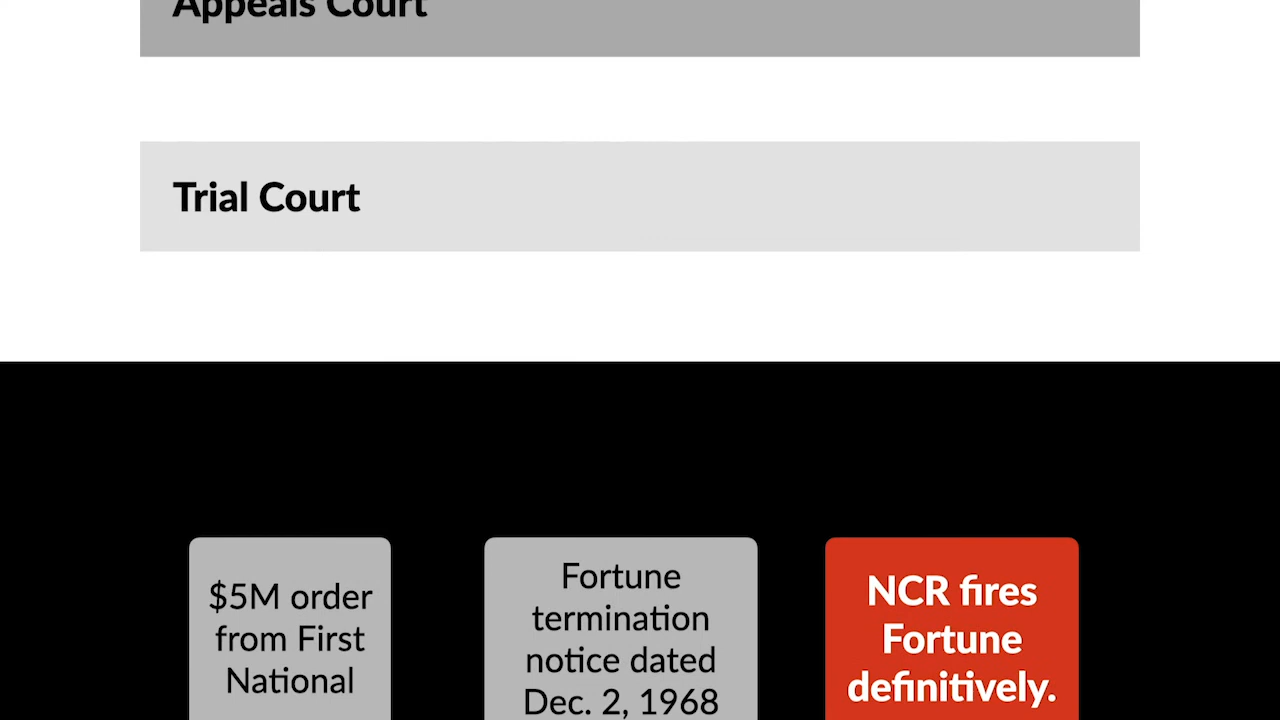 Appeals Court
Trial Court
$5M order
from First
National
Fortune
termination
notice dated
Dec. 2, 1968
NCR fires
Fortune
definitively.